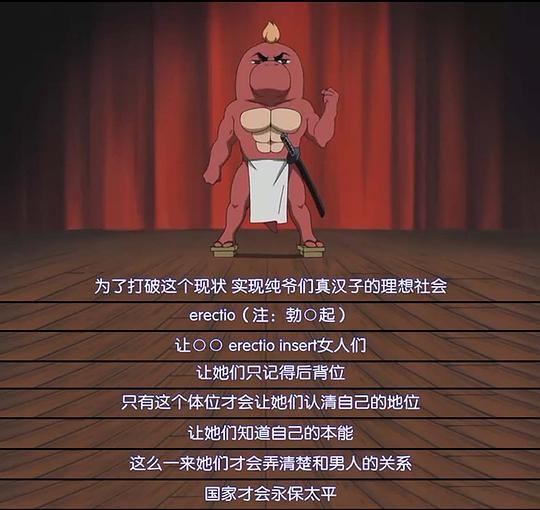 为了打破这个现状 实现纯爷们真汉子的理想社会
erectio（注：勃○起）
让○○ erectio insert女人们
让她们只记得后背位
只有这个体位才会让她们认清自己的地位
让她们知道自己的本能
这么一来她们才会弄清楚和男人的关系
国家才会永保太平